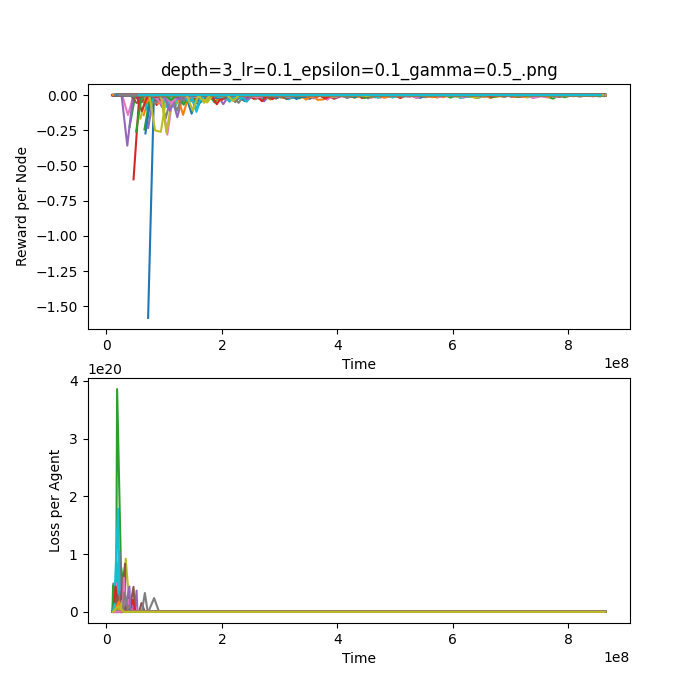 depth=3_lr=0.1_epsilon=0.1_gamma=0.5_.png
0.00
−0.25
−0.50
−0.75
−1.00
−1.25
−1.50
Reward per Node
0 2 4 6 8
1e8
Time
1e20
4
3
2
1
0
Loss per Agent
0 2 4 6 8
1e8
Time